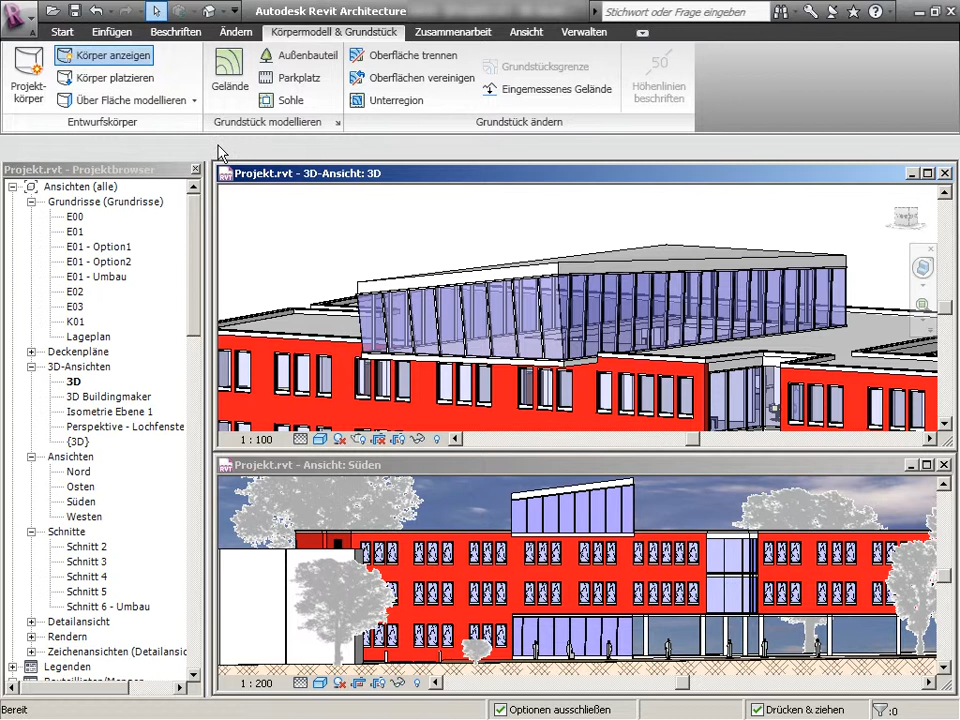 Autodesk Revit Architecture
Stichwort oder Frage eingeben
Start
Einfügen
Beschriften
Ändern
Körpermodell & Grundstück
Zusammenarbeiten
Ansicht
Verwalten
Projekt-
körper
Körper anzeigen
Körper platzieren
Über Fläche modellieren
Entwurfskörper
Gelände
Außenbauteil
Parkplatz
Sohle
Grundstück modellieren
Oberfläche trennen
Oberflächen vereinigen
Unterregion
Grundstücksgrenze
Eingemessenes Gelände
Grundstück ändern
50
Höhenlinien
beschriften
Projekt.rvt - Projektbrowser
Ansichten (alle)
Grundrisse (Grundrisse)
E00
E01
E01 - Option1
E01 - Option2
E01 - Umbau
E02
E03
K01
Lageplan
Deckenpläne
3D-Ansichten
3D
3D Buildingmaker
Isometrie Ebene 1
Perspektive - Lochfenste
{3D}
Ansichten
Nord
Osten
Süden
Westen
Schnitte
Schnitt 2
Schnitt 3
Schnitt 4
Schnitt 5
Schnitt 6 - Umbau
Detailansicht
Rendern
Zeichenansichten (Detailansic
Legenden
Projekt.rvt - 3D-Ansicht: 3D
1 : 100
Projekt.rvt - Ansicht: Süden
1 : 200
Bereit
Optionen ausschließen
Drücken & ziehen
:0